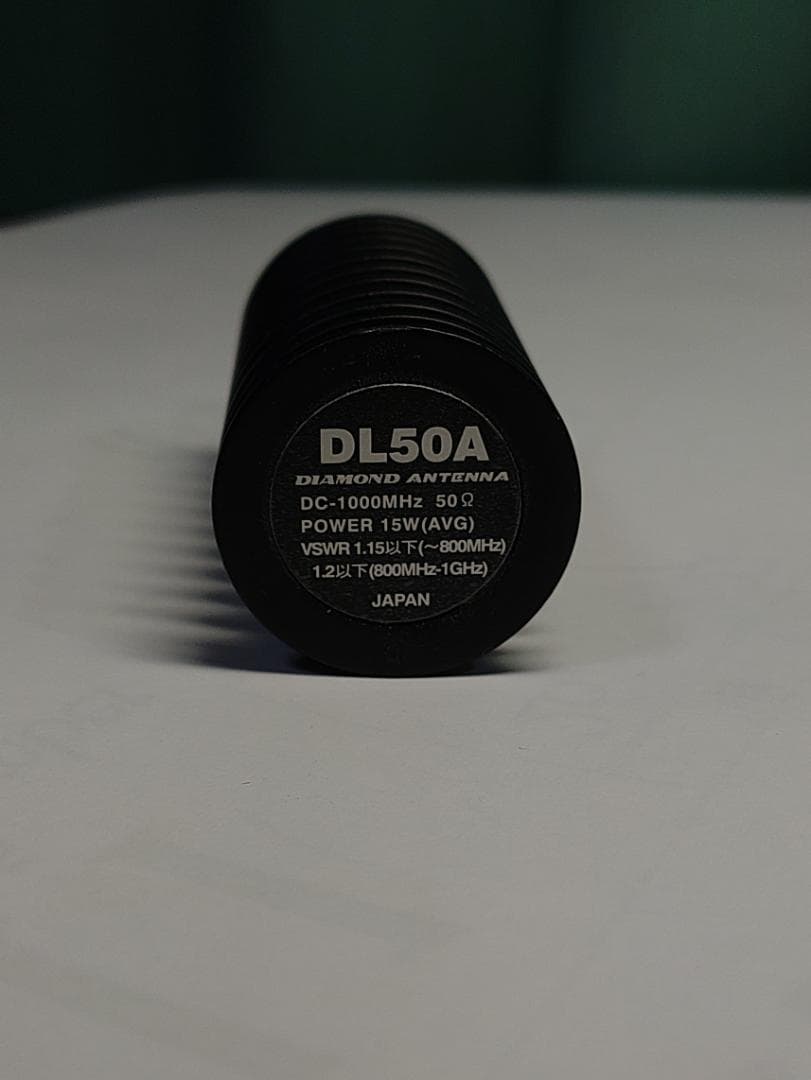 DL50A
DIAMOND ANTENNA
DC-1000MHz 50Ω
POWER 15W(AVG)
VSWR 1.15以下(～800MHz)
1.2以下(800MHz-1GHz)
JAPAN